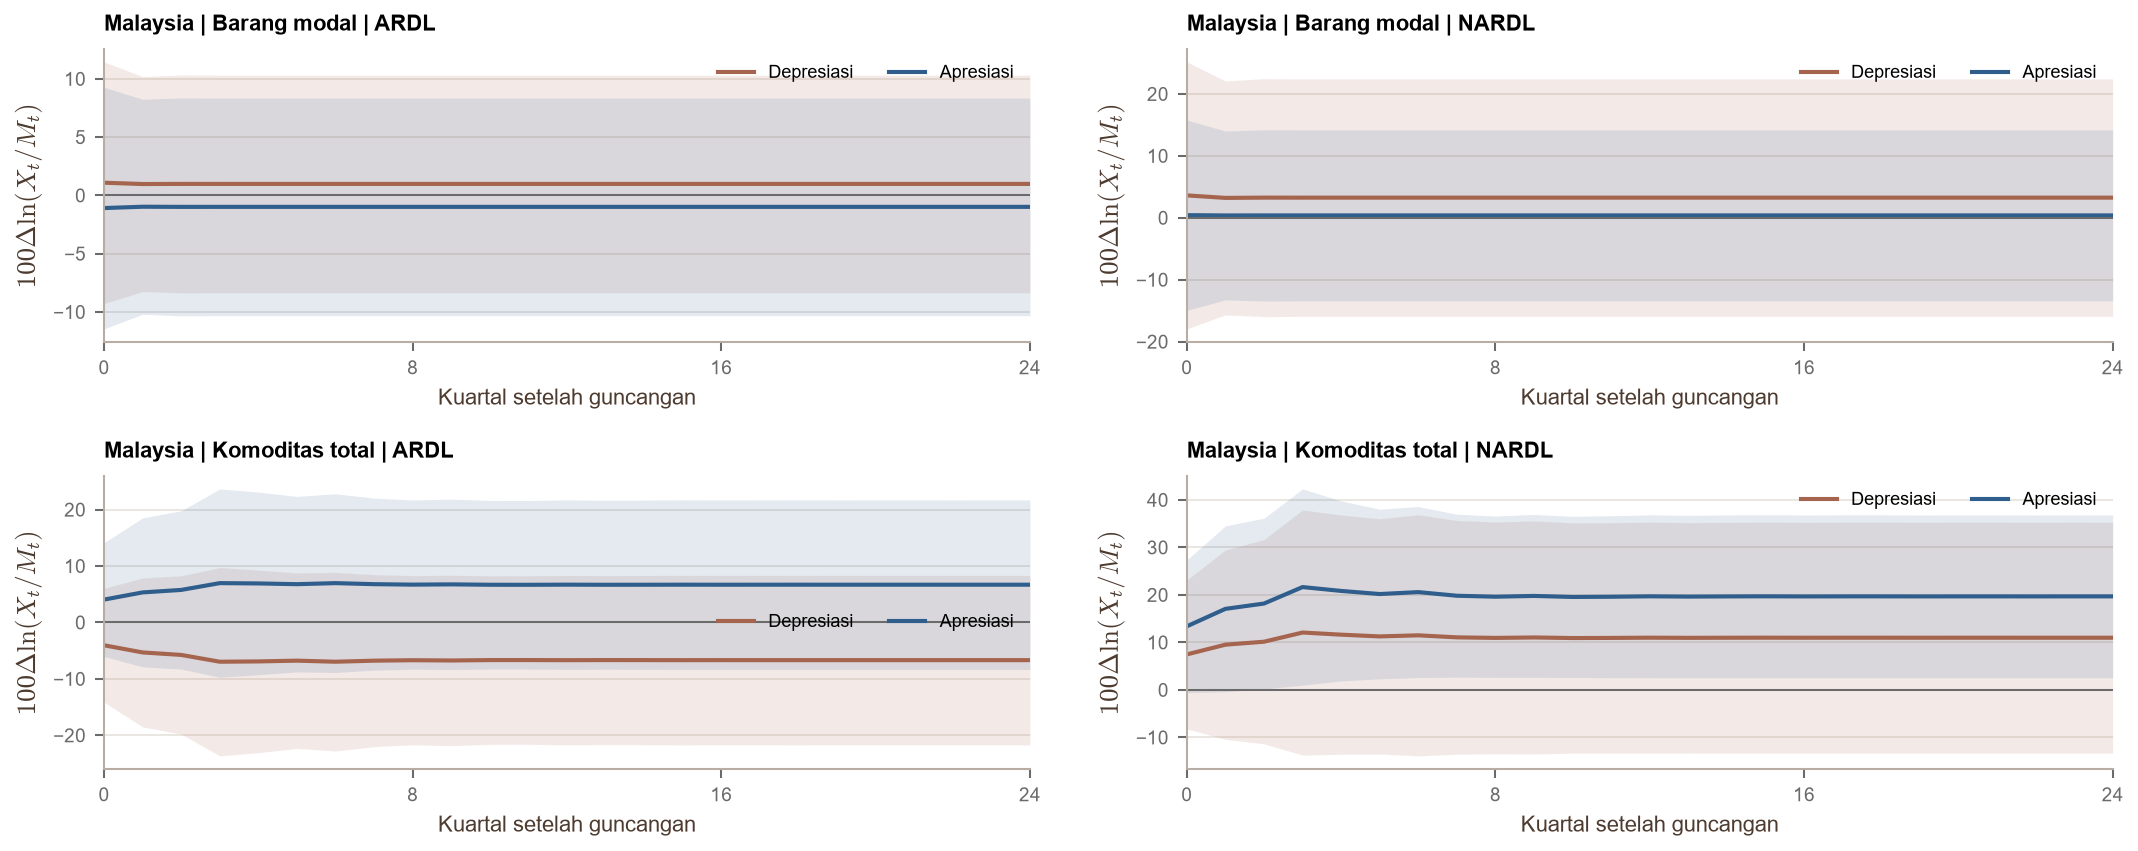 Malaysia | Barang modal | ARDL
Depresiasi
Apresiasi
100Δln(X_t/M_t)
10
5
0
−5
−10
0
8
16
24
Kuartal setelah guncangan
Malaysia | Barang modal | NARDL
Depresiasi
Apresiasi
100Δln(X_t/M_t)
20
10
0
−10
−20
0
8
16
24
Kuartal setelah guncangan
Malaysia | Komoditas total | ARDL
Depresiasi
Apresiasi
100Δln(X_t/M_t)
20
10
0
−10
−20
0
8
16
24
Kuartal setelah guncangan
Malaysia | Komoditas total | NARDL
Depresiasi
Apresiasi
100Δln(X_t/M_t)
40
30
20
10
0
−10
0
8
16
24
Kuartal setelah guncangan